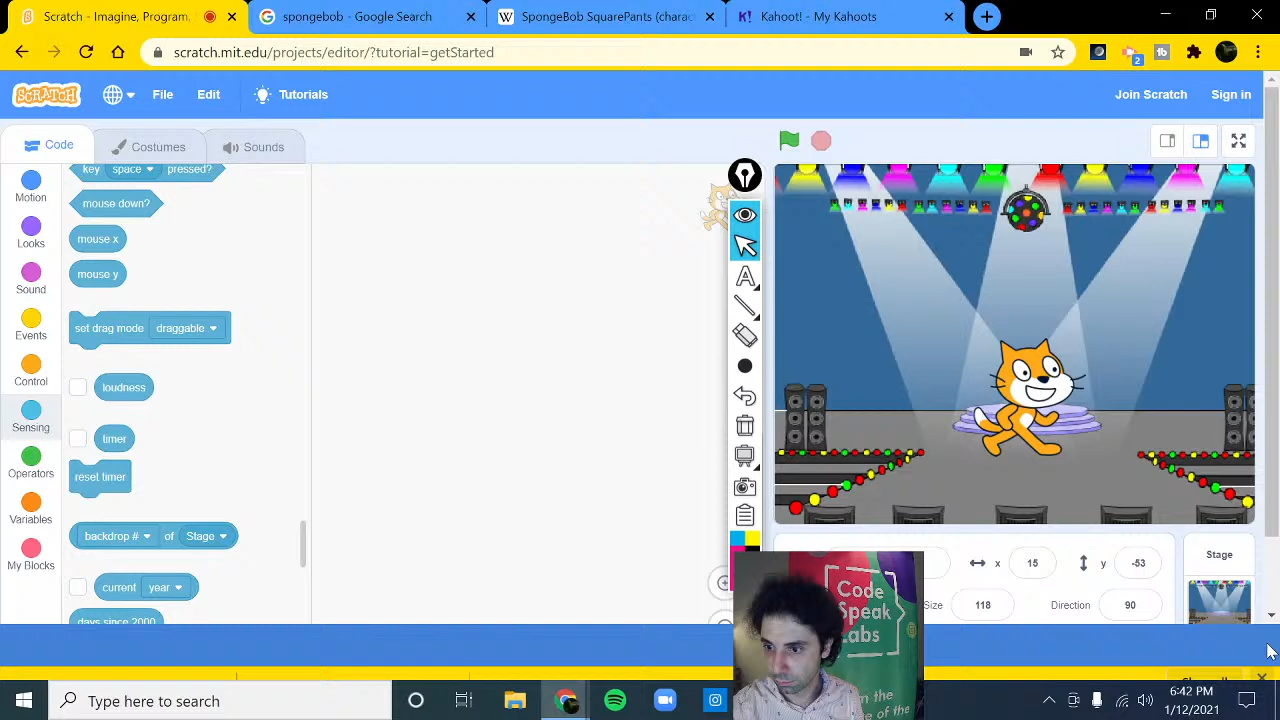 Scratch - Imagine, Program,
spongebob - Google Search
SpongeBob SquarePants (charac
Kahoot! - My Kahoots
scratch.mit.edu/projects/editor/?tutorial=getStarted
2
SCRATCH
File
Edit
Tutorials
Join Scratch
Sign in
Code
Costumes
Sounds
Motion
Looks
Sound
Events
Control
Sensing
Operators
Variables
My Blocks
key space pressed?
mouse down?
mouse x
mouse y
set drag mode draggable
loudness
timer
reset timer
backdrop # of Stage
current year
days since 2000
x 15
y -53
Size 118
Direction 90
Stage
Code
Speak
Labs
Type here to search
6:42 PM
1/12/2021